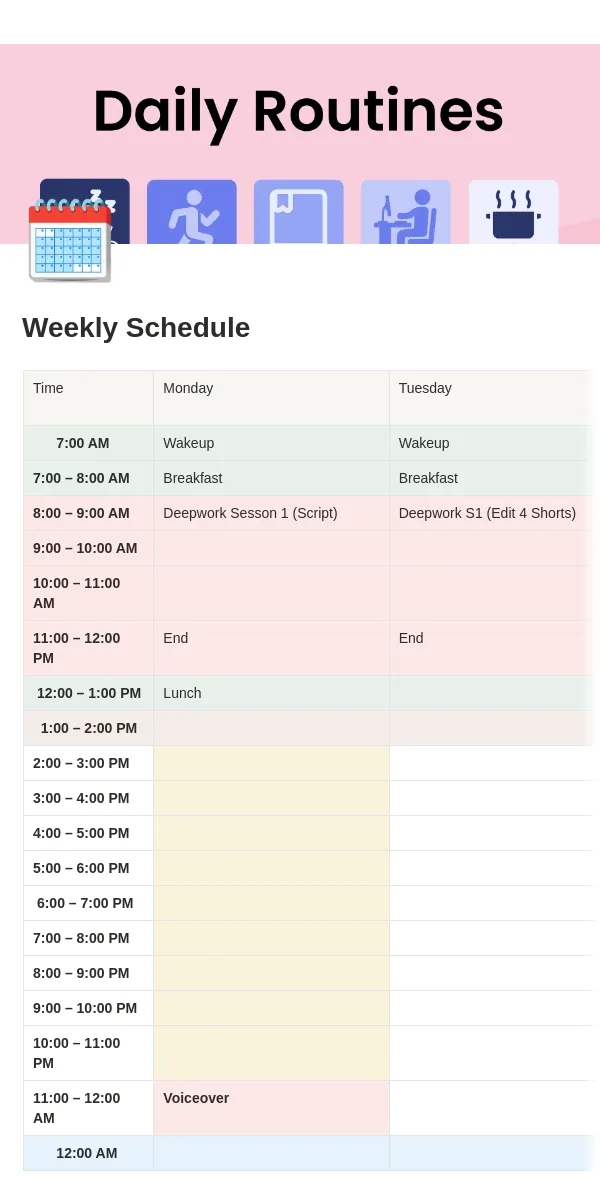 Daily Routines
Weekly Schedule
Time Monday Tuesday
7:00 AM Wakeup Wakeup
7:00 – 8:00 AM Breakfast Breakfast
8:00 – 9:00 AM Deepwork Sesson 1 (Script) Deepwork S1 (Edit 4 Shorts)
9:00 – 10:00 AM
10:00 – 11:00
AM
11:00 – 12:00 End End
PM
12:00 – 1:00 PM Lunch
1:00 – 2:00 PM
2:00 – 3:00 PM
3:00 – 4:00 PM
4:00 – 5:00 PM
5:00 – 6:00 PM
6:00 – 7:00 PM
7:00 – 8:00 PM
8:00 – 9:00 PM
9:00 – 10:00 PM
10:00 – 11:00
PM
11:00 – 12:00 Voiceover
AM
12:00 AM